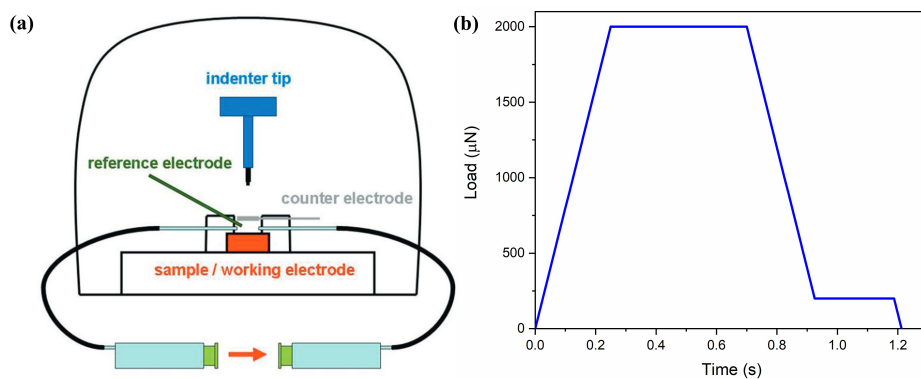 (a)
indenter tip
reference electrode
counter electrode
sample / working electrode
(b)
Load (μN)
2000
1500
1000
500
0
0.0 0.2 0.4 0.6 0.8 1.0 1.2
Time (s)